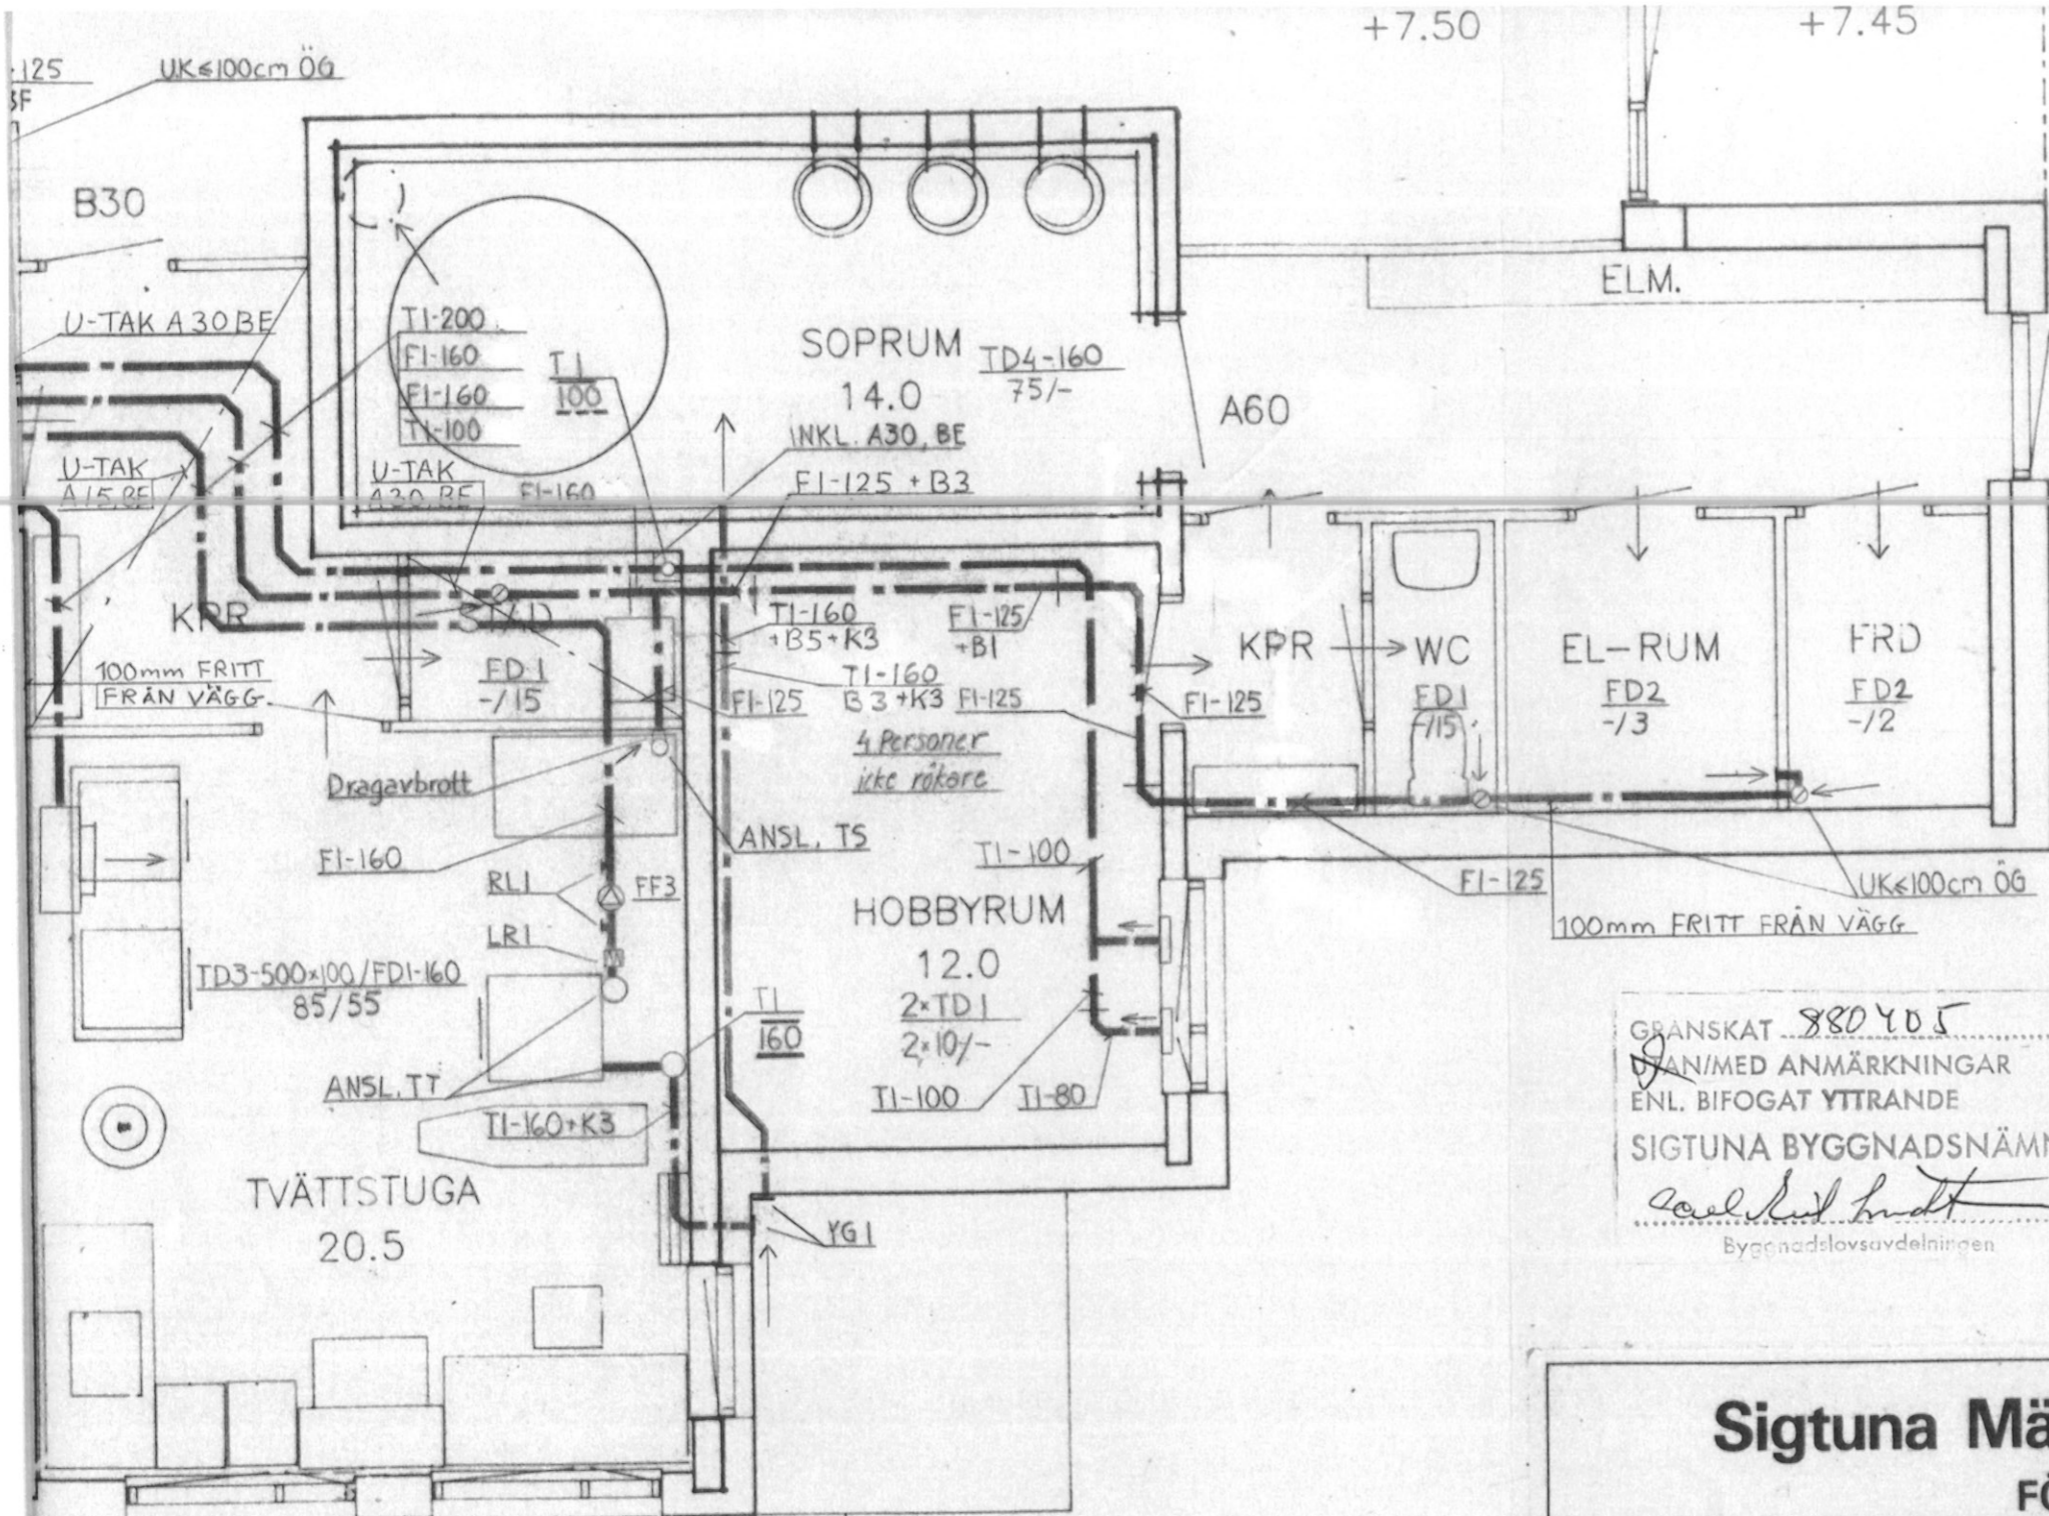 +7.50
+7.45
125
BF
UK≤100cm ÖG
B30
ELM.
U-TAK A30BE
T1-200
F1-160
F1-160
T1-100
T1
100
SOPRUM
14.0
TD4-160
75/-
A60
INKL. A30, BE
F1-125 + B3
U-TAK
A15,BE
U-TAK
A30,BE
F1-160
KPR
T1-160
+B5+K3
F1-125
+B1
KPR
WC
FD1
-/15
EL-RUM
FD2
-/3
FRD
FD2
-/2
100mm FRITT
FRÅN VÄGG
FD1
-/15
F1-125
T1-160
B3+K3
F1-125
F1-125
4 Personer
icke rökare
Dragavbrott
ANSL. TS
F1-160
T1-100
F1-125
UK≤100cm ÖG
100mm FRITT FRÅN VÄGG
RL1
FF3
LR1
HOBBYRUM
12.0
2×TD1
2×10/-
TD3-500×100/FD1-160
85/55
T1
160
ANSL. TT
T1-160+K3
T1-100
T1-80
TVÄTTSTUGA
20.5
YG1
GRANSKAT 880405
UTAN/MED ANMÄRKNINGAR
ENL. BIFOGAT YTTRANDE
SIGTUNA BYGGNADSNÄMN
Byggnadslovsavdelningen
Sigtuna Mä
FÖ